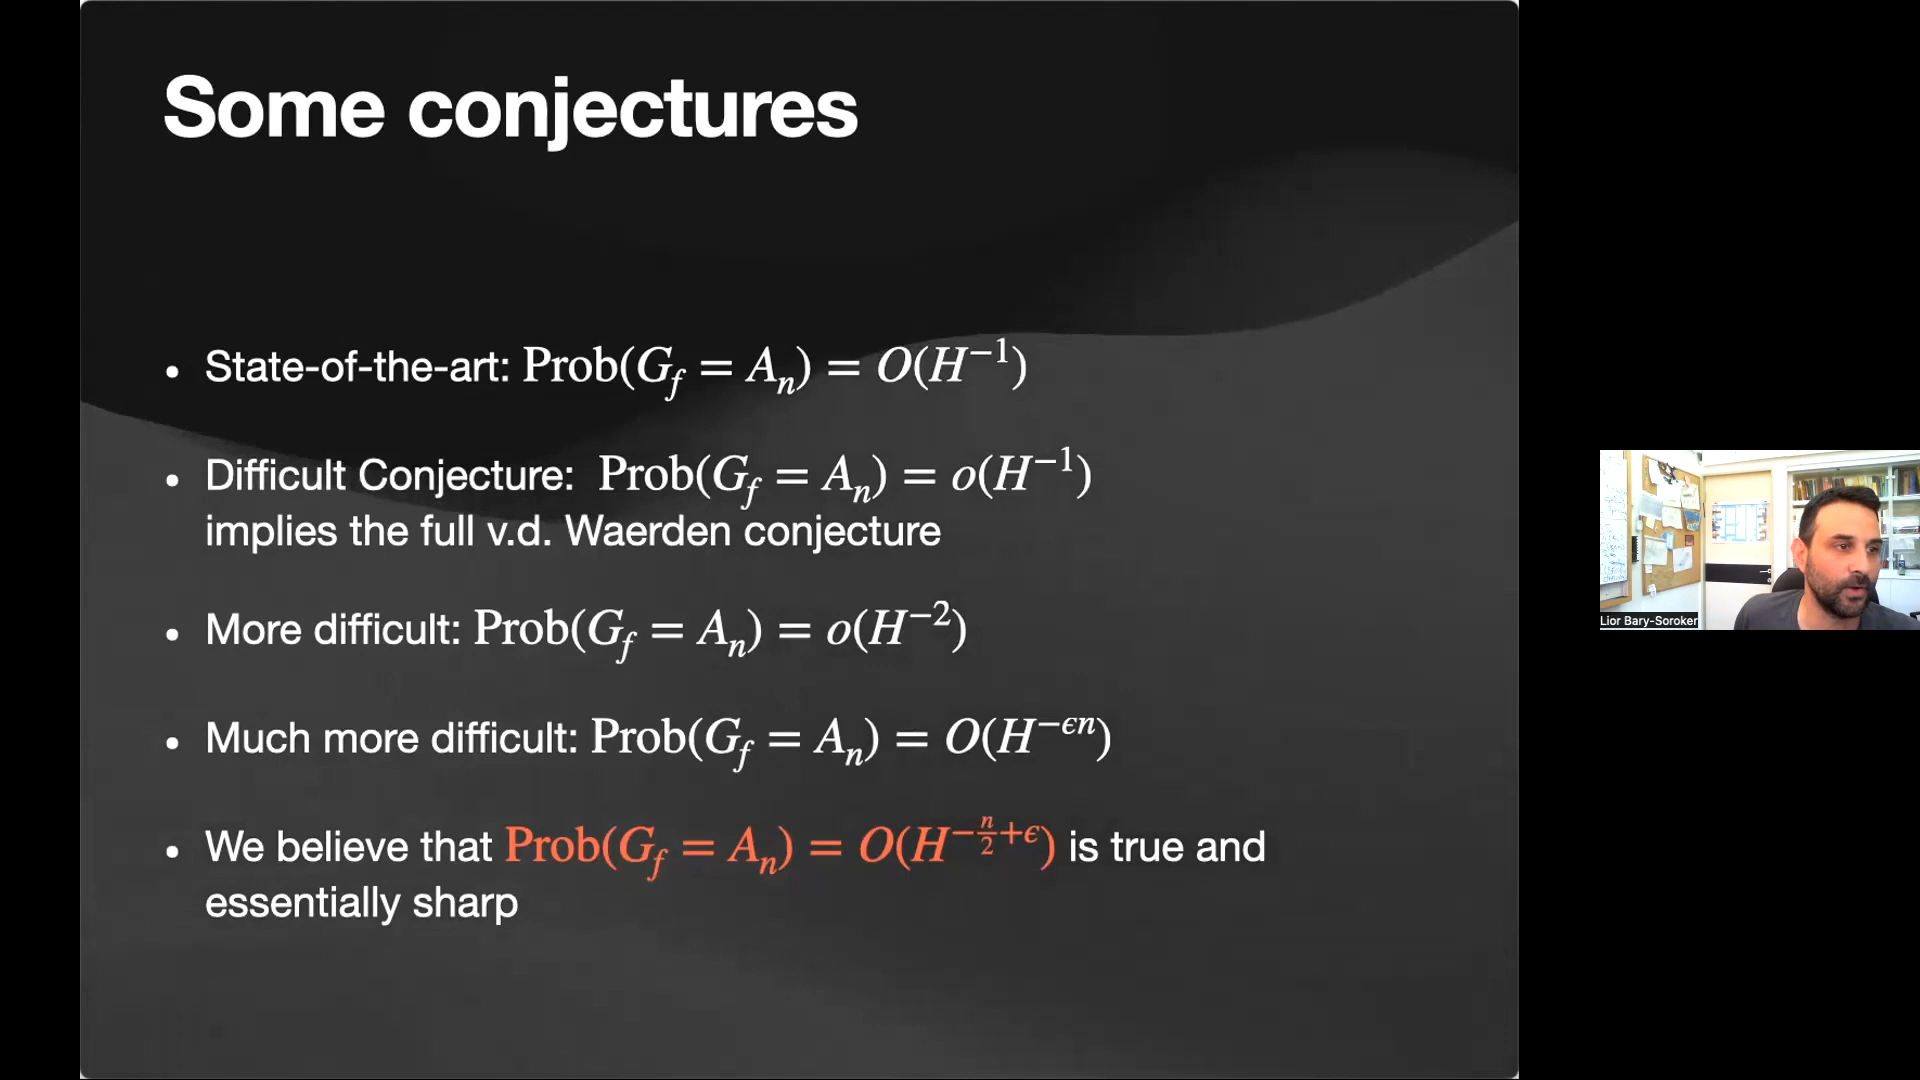 Some conjectures
• State-of-the-art: Prob(G_f = A_n) = O(H^{-1})
• Difficult Conjecture: Prob(G_f = A_n) = o(H^{-1})
implies the full v.d. Waerden conjecture
• More difficult: Prob(G_f = A_n) = o(H^{-2})
• Much more difficult: Prob(G_f = A_n) = O(H^{-ϵn})
• We believe that Prob(G_f = A_n) = O(H^{-\frac{n}{2}+ϵ}) is true and
essentially sharp
Lior Bary-Soroker